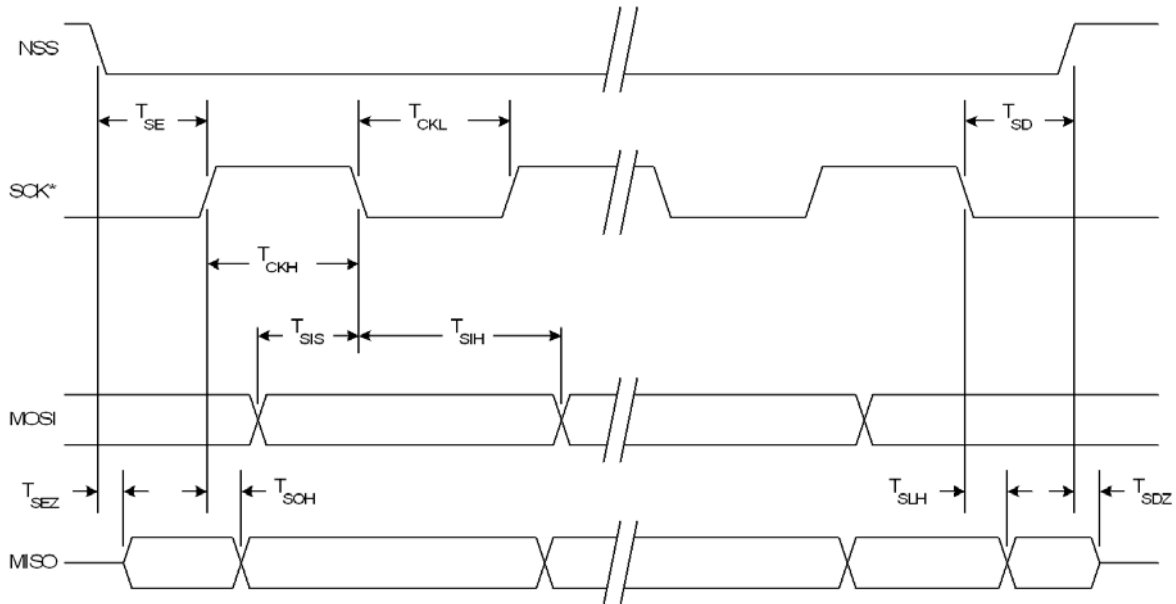 NSS
T_SE
T_CKL
T_SD
SCK*
T_CKH
T_SIS
T_SIH
MOSI
T_SEZ
T_SOH
T_SLH
T_SDZ
MISO